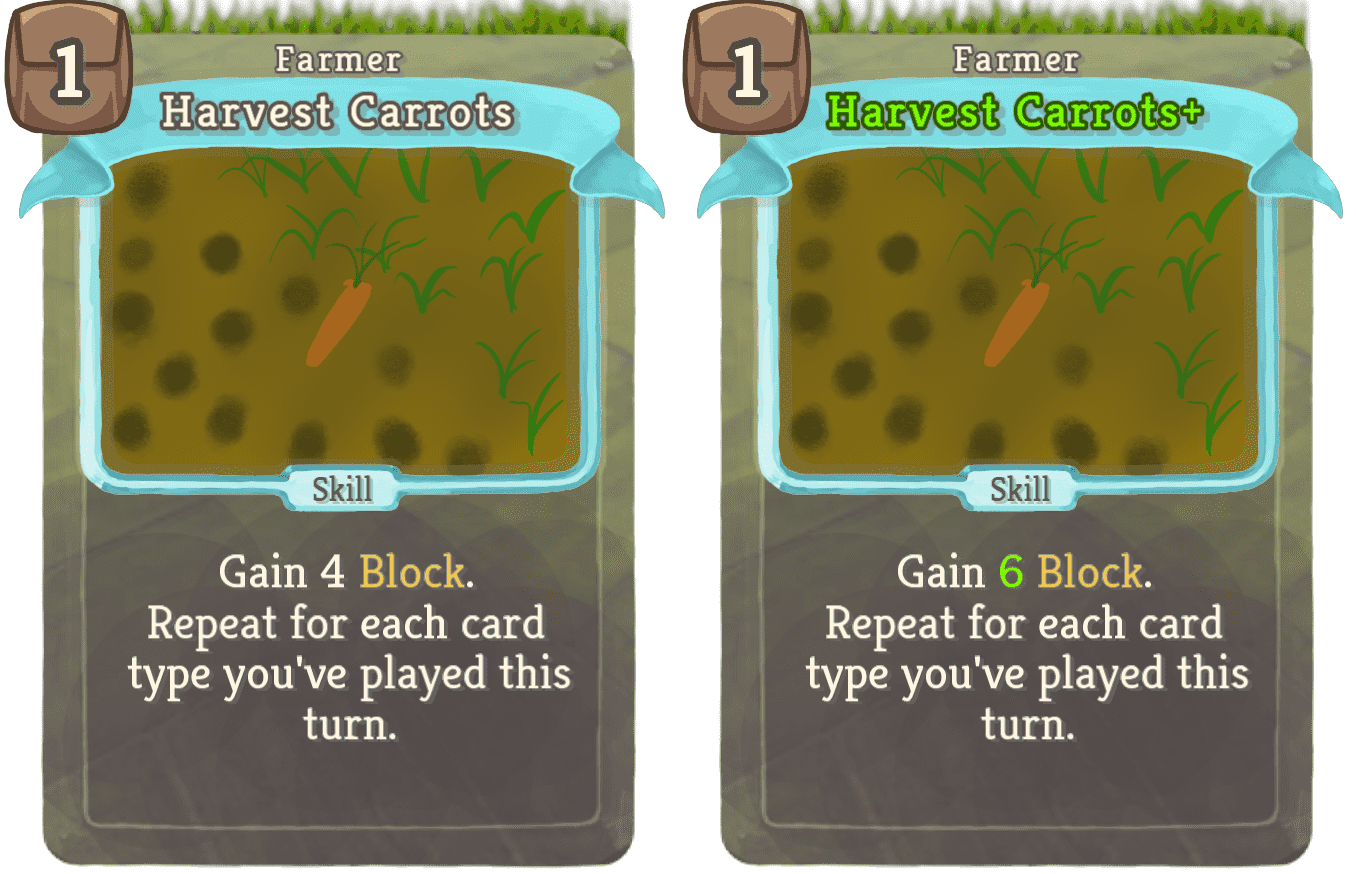 1
Farmer
Harvest Carrots
Skill
Gain 4 Block.
Repeat for each card
type you've played this
turn.
1
Farmer
Harvest Carrots+
Skill
Gain 6 Block.
Repeat for each card
type you've played this
turn.